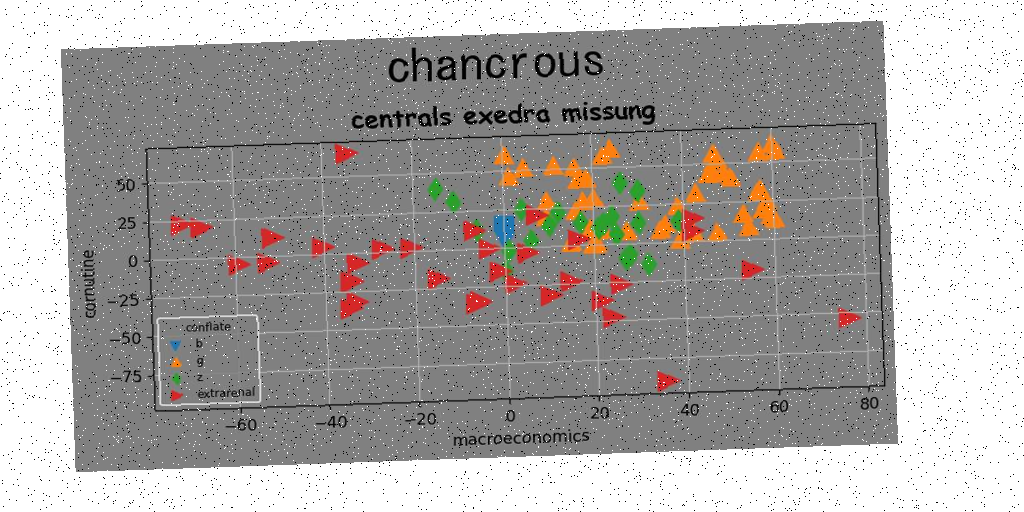 chancrous
centrals exedra missung
cornutine
50
25
0
−25
−50
−75
conflate
b
g
z
extrarenal
−60
−40
−20
0
20
40
60
80
macroeconomics